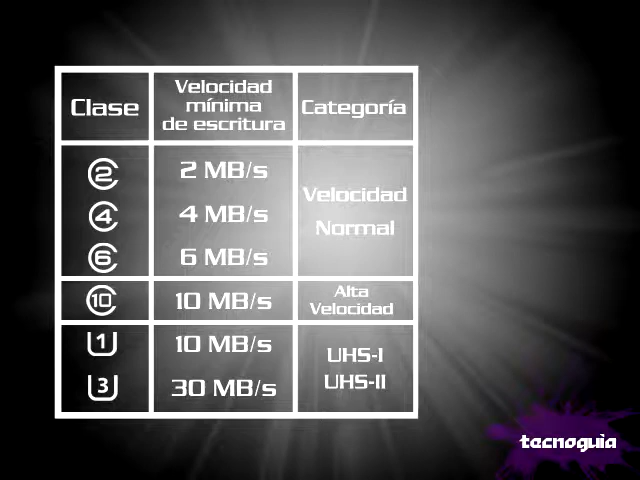 Clase
Velocidad
mínima
de escritura
Categoría
2
2 MB/s
4
4 MB/s
6
6 MB/s
Velocidad
Normal
10
10 MB/s
Alta
Velocidad
1
10 MB/s
3
30 MB/s
UHS-I
UHS-II
tecnoguia